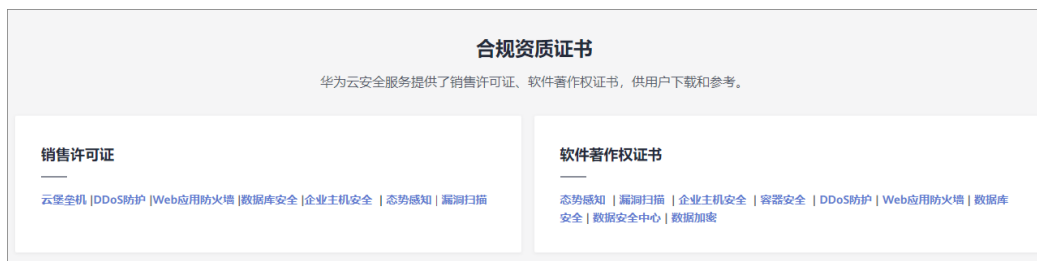 合规资质证书
华为云安全服务提供了销售许可证、软件著作权证书，供用户下载和参考。
销售许可证
云堡垒机 |DDoS防护 |Web应用防火墙 |数据库安全 |企业主机安全 | 态势感知 | 漏洞扫描
软件著作权证书
态势感知 | 漏洞扫描 | 企业主机安全 | 容器安全 | DDoS防护 | Web应用防火墙 | 数据库
安全 | 数据安全中心 | 数据加密